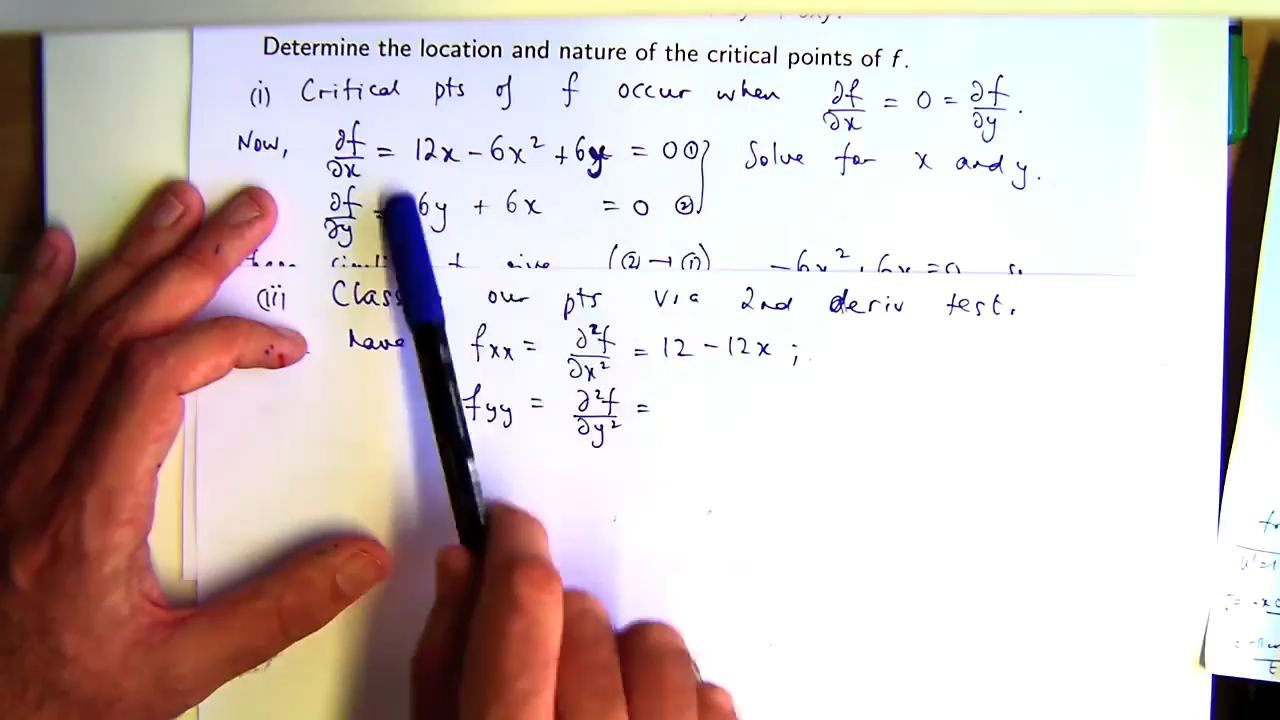 Determine the location and nature of the critical points of f.
(i) Critical pts of f occur when ∂f/∂x = 0 = ∂f/∂y.
Now, ∂f/∂x = 12x - 6x² + 6y = 0 ① } Solve for x and y.
∂f/∂y = 6y + 6x = 0 ②
(② → ①) -6x² + 6x = 0
(iii) our pts via 2nd deriv test.
have fxx = ∂²f/∂x² = 12 - 12x ;
fyy = ∂²f/∂y² =